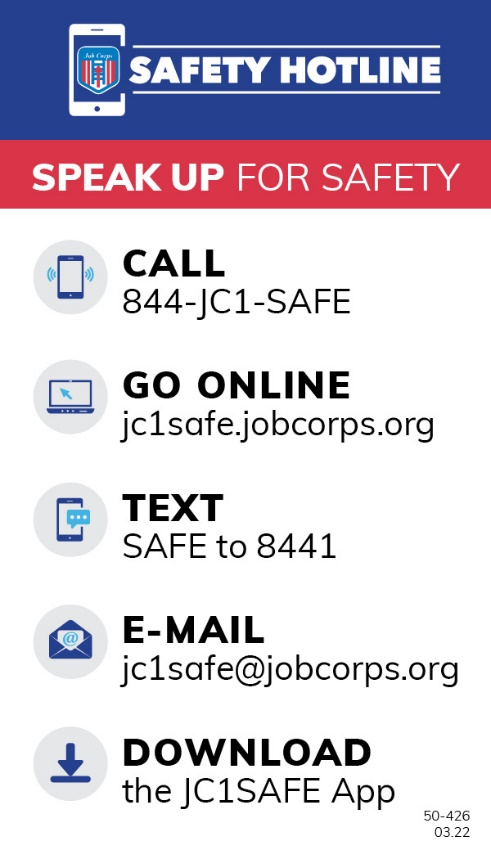 Job Corps
SAFETY HOTLINE
SPEAK UP FOR SAFETY
CALL
844-JC1-SAFE
GO ONLINE
jc1safe.jobcorps.org
TEXT
SAFE to 8441
@
E-MAIL
jc1safe@jobcorps.org
DOWNLOAD
the JC1SAFE App
50-426
03.22